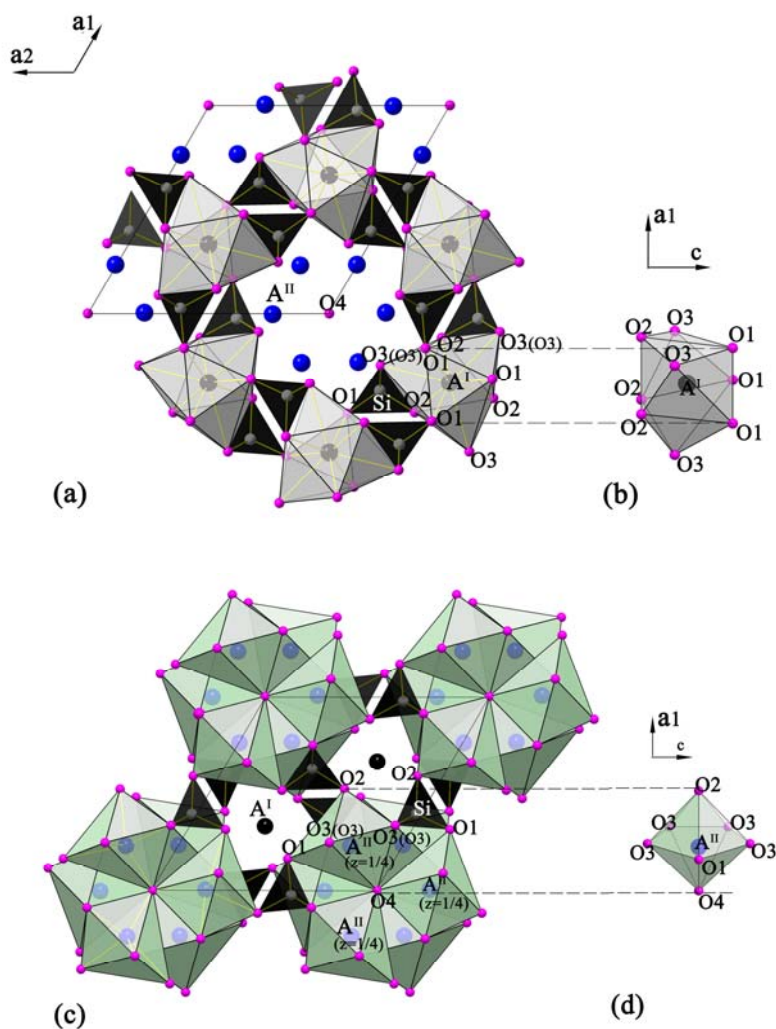 a1
a2
A^II
O4
O3(O3)
O2
O3(O3)
O1
A^I
O1
O1
Si
O2
O1
O2
O3
(a)
a1
c
O3
O2
O1
O3
A^I
O1
O2
O2
O1
O3
(b)
O2
O2
A^I
Si
O1
O3(O3)
O3(O3)
O1
A^II
(z=1/4)
O4
A^II
(z=1/4)
A^II
(z=1/4)
(c)
a1
c
O2
O3
O3
A^II
O3
O3
O1
O4
(d)